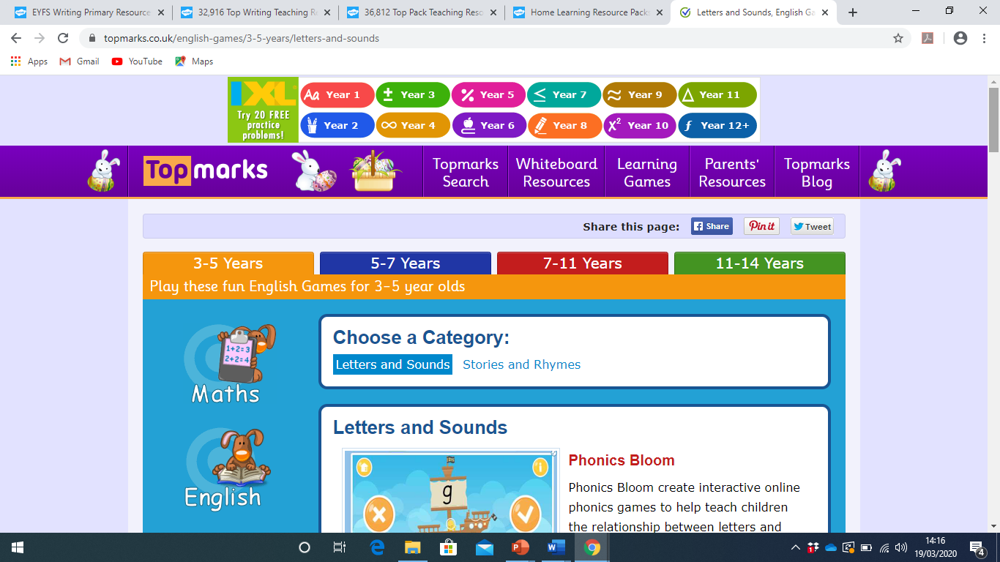 EYFS Writing Primary Resource
32,916 Top Writing Teaching Re
36,812 Top Pack Teaching Reso
Home Learning Resource Packs
Letters and Sounds, English Ga
topmarks.co.uk/english-games/3-5-years/letters-and-sounds
Apps Gmail YouTube Maps
IXL
Try 20 FREE
practice
problems!
Aa Year 1 ± Year 3 % Year 5 ≤ Year 7 ≈ Year 9 Δ Year 11
Year 2 ∞ Year 4 Year 6 Year 8 X² Year 10 ƒ Year 12+
Topmarks
Topmarks
Search
Whiteboard
Resources
Learning
Games
Parents'
Resources
Topmarks
Blog
Share this page: Share Pin it Tweet
3-5 Years 5-7 Years 7-11 Years 11-14 Years
Play these fun English Games for 3-5 year olds
1+2=3
2+2=4
Maths
English
Choose a Category:
Letters and Sounds Stories and Rhymes
Letters and Sounds
g
Phonics Bloom
Phonics Bloom create interactive online
phonics games to help teach children
the relationship between letters and
14:16
19/03/2020
4